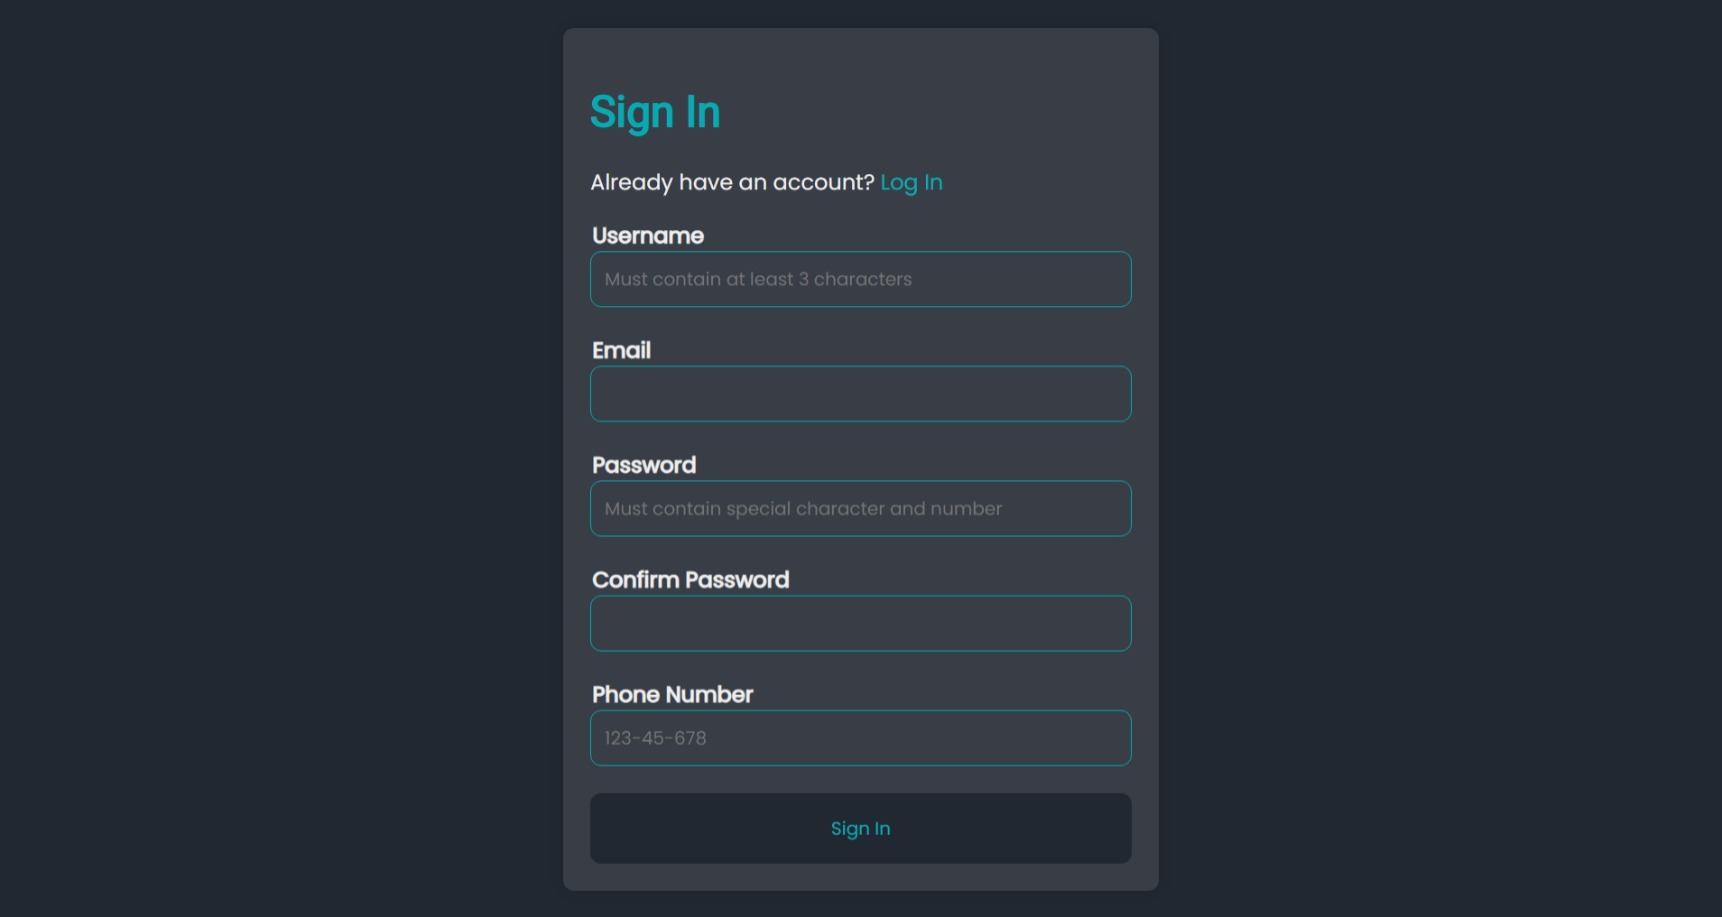 Sign In
Already have an account? Log In
Username
Must contain at least 3 characters
Email
Password
Must contain special character and number
Confirm Password
Phone Number
123-45-678
Sign In